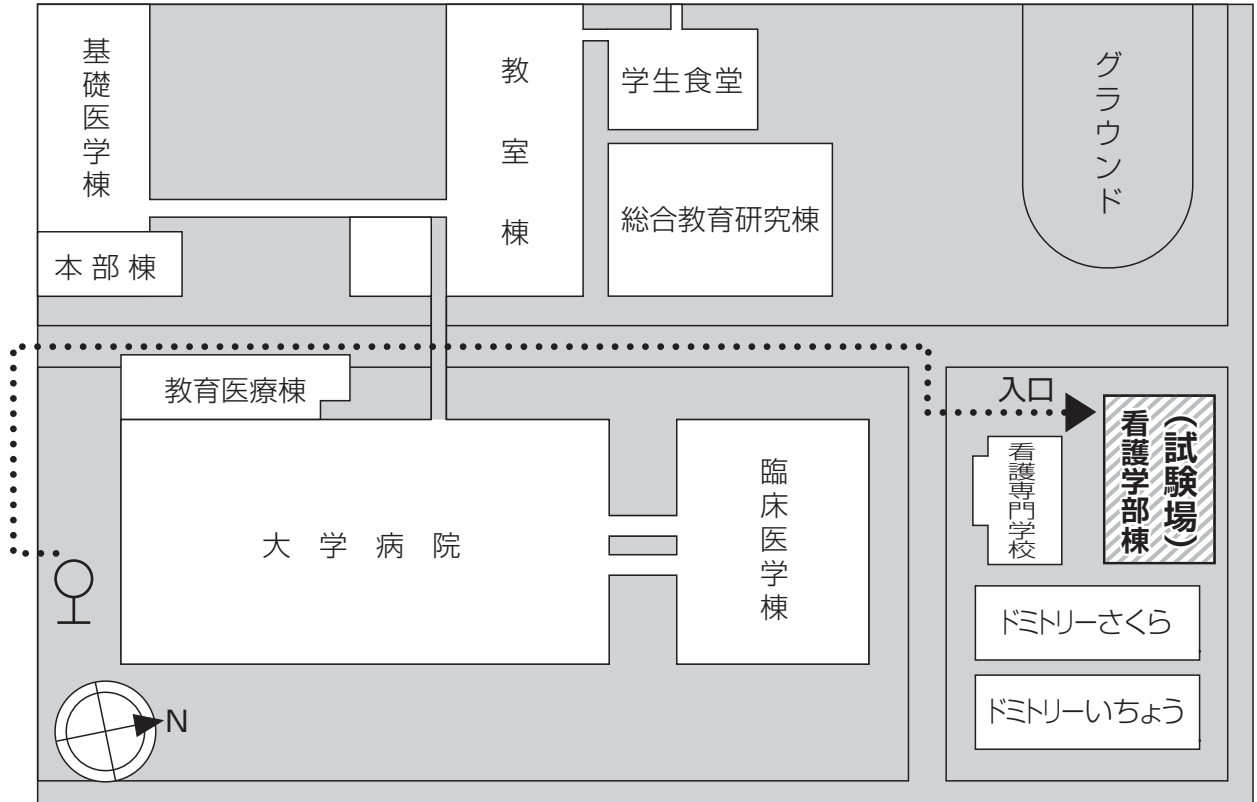 基礎医学棟
教室棟
学生食堂
グラウンド
総合教育研究棟
本部棟
教育医療棟
入口
(試験場)
看護学部棟
看護専門学校
臨床医学棟
大学病院
ドミトリーさくら
ドミトリーいちょう
N